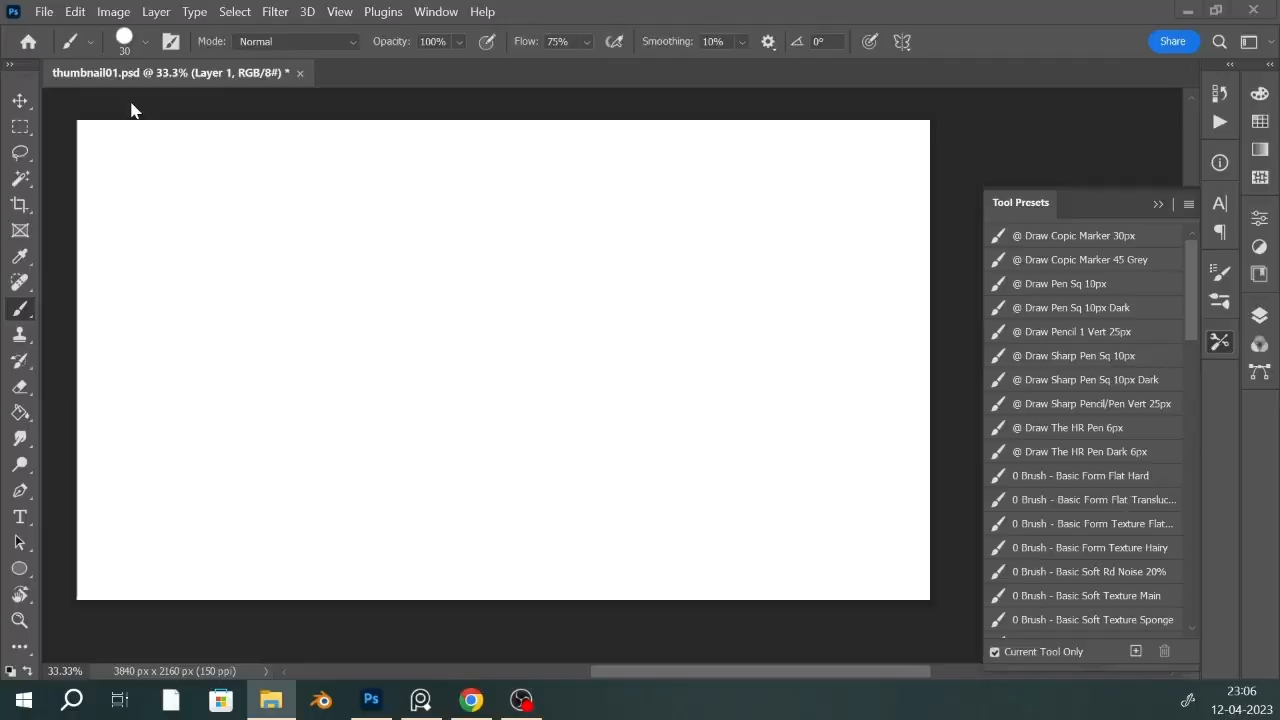 Ps File Edit Image Layer Type Select Filter 3D View Plugins Window Help
30 Mode: Normal Opacity: 100% Flow: 75% Smoothing: 10% 0° Share
thumbnail01.psd @ 33.3% (Layer 1, RGB/8#) *
Tool Presets
@ Draw Copic Marker 30px
@ Draw Copic Marker 45 Grey
@ Draw Pen Sq 10px
@ Draw Pen Sq 10px Dark
@ Draw Pencil 1 Vert 25px
@ Draw Sharp Pen Sq 10px
@ Draw Sharp Pen Sq 10px Dark
@ Draw Sharp Pencil/Pen Vert 25px
@ Draw The HR Pen 6px
@ Draw The HR Pen Dark 6px
0 Brush - Basic Form Flat Hard
0 Brush - Basic Form Flat Transluc...
0 Brush - Basic Form Texture Flat...
0 Brush - Basic Form Texture Hairy
0 Brush - Basic Soft Rd Noise 20%
0 Brush - Basic Soft Texture Main
0 Brush - Basic Soft Texture Sponge
Current Tool Only
33.33% 3840 px x 2160 px (150 ppi)
Ps
23:06
12-04-2023